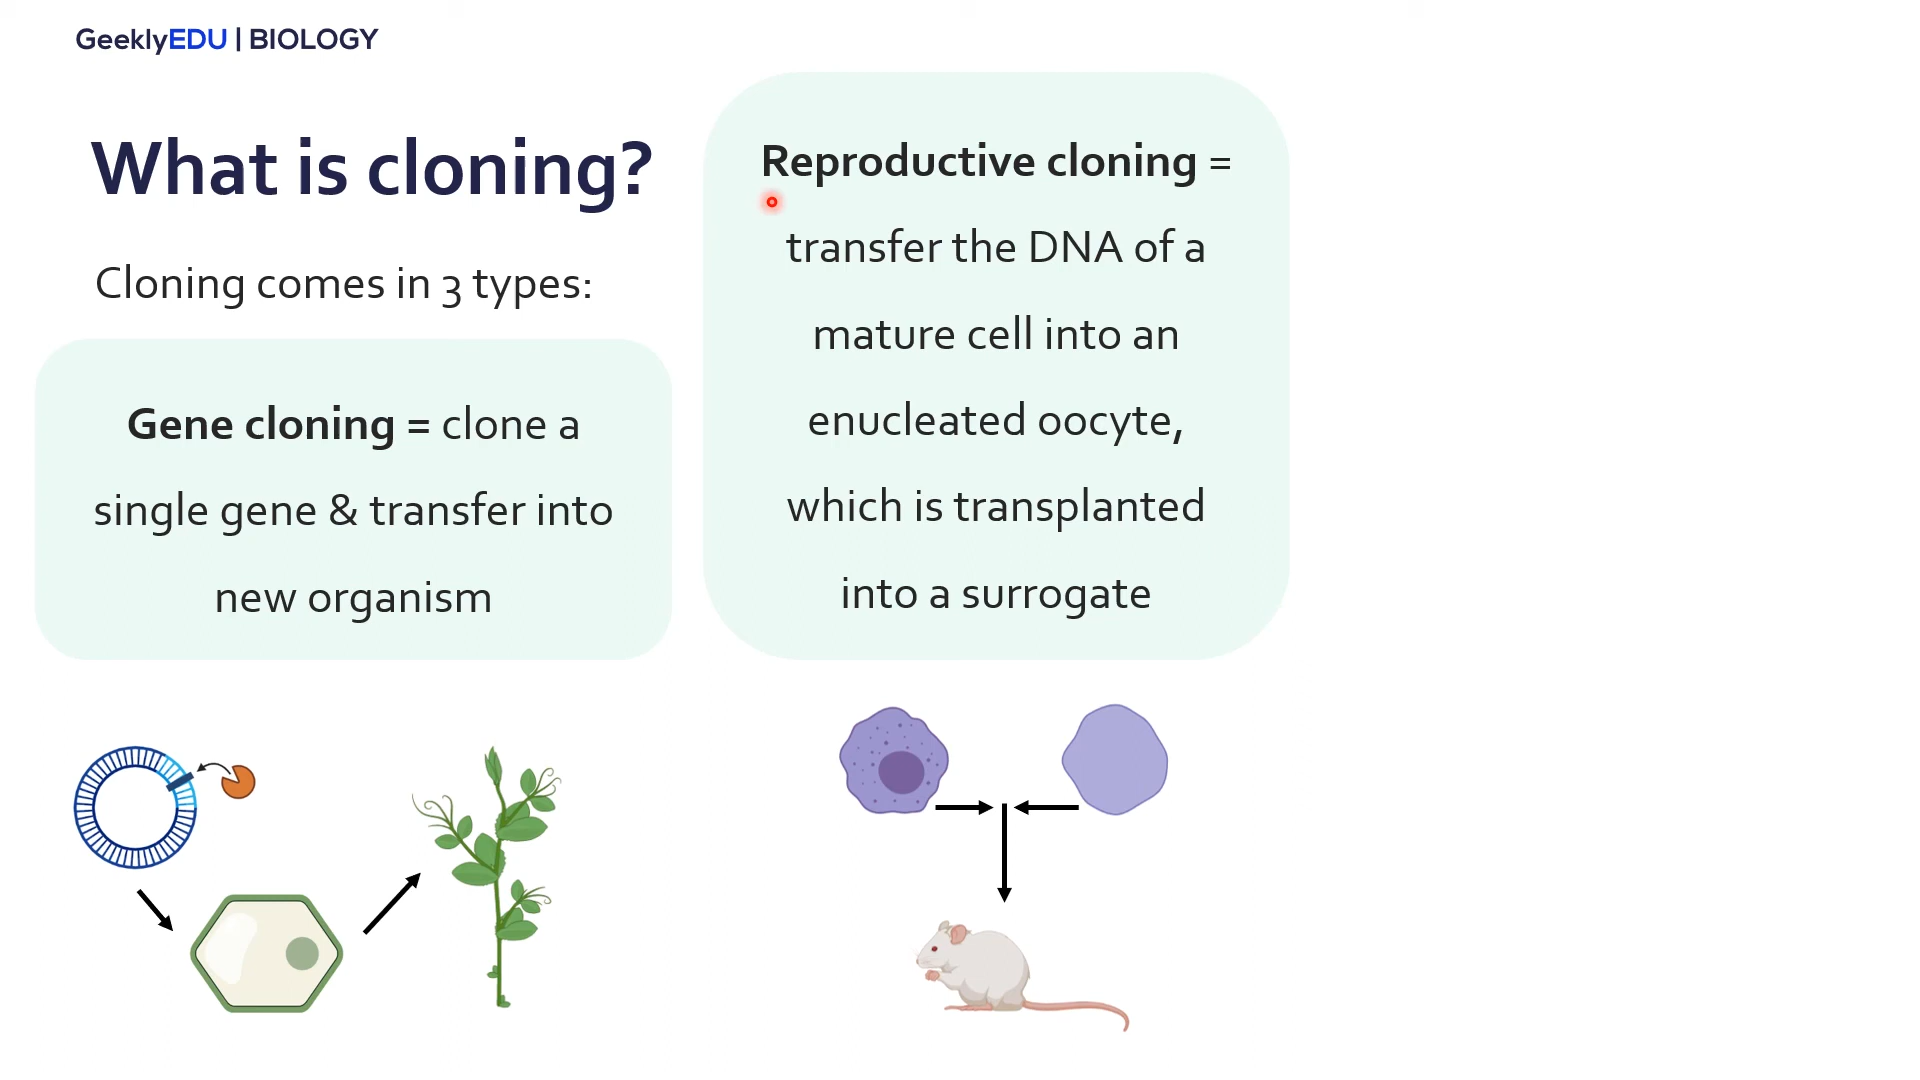 GeeklyEDU | BIOLOGY
What is cloning?
Cloning comes in 3 types:
Gene cloning = clone a
single gene & transfer into
new organism
Reproductive cloning =
transfer the DNA of a
mature cell into an
enucleated oocyte,
which is transplanted
into a surrogate